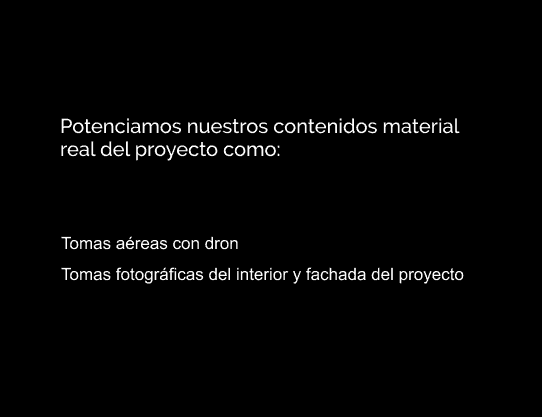 Potenciamos nuestros contenidos material
real del proyecto como:
Tomas aéreas con dron
Tomas fotográficas del interior y fachada del proyecto